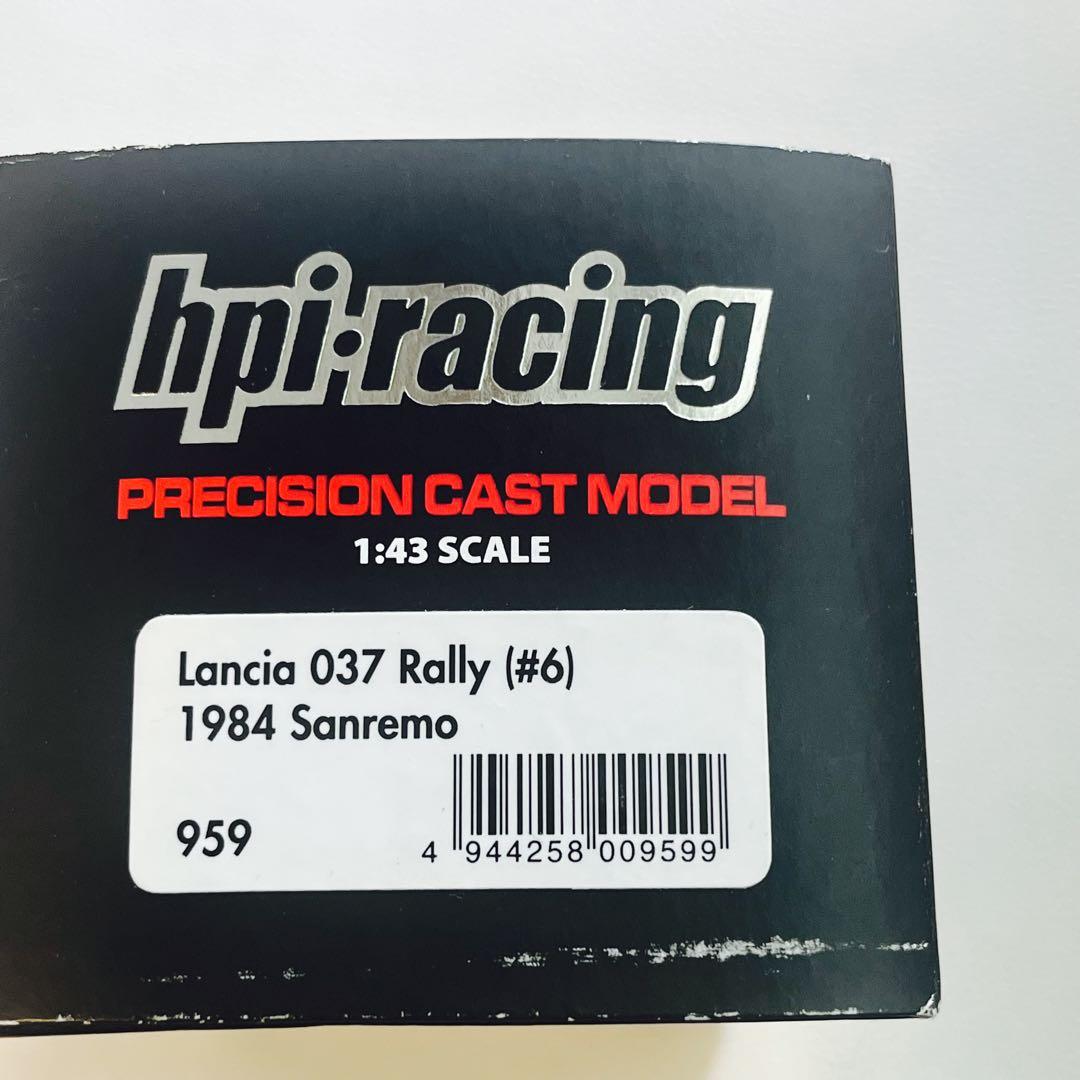 hpi·racing
PRECISION CAST MODEL
1:43 SCALE
Lancia 037 Rally (#6)
1984 Sanremo
959
4 944258 009599